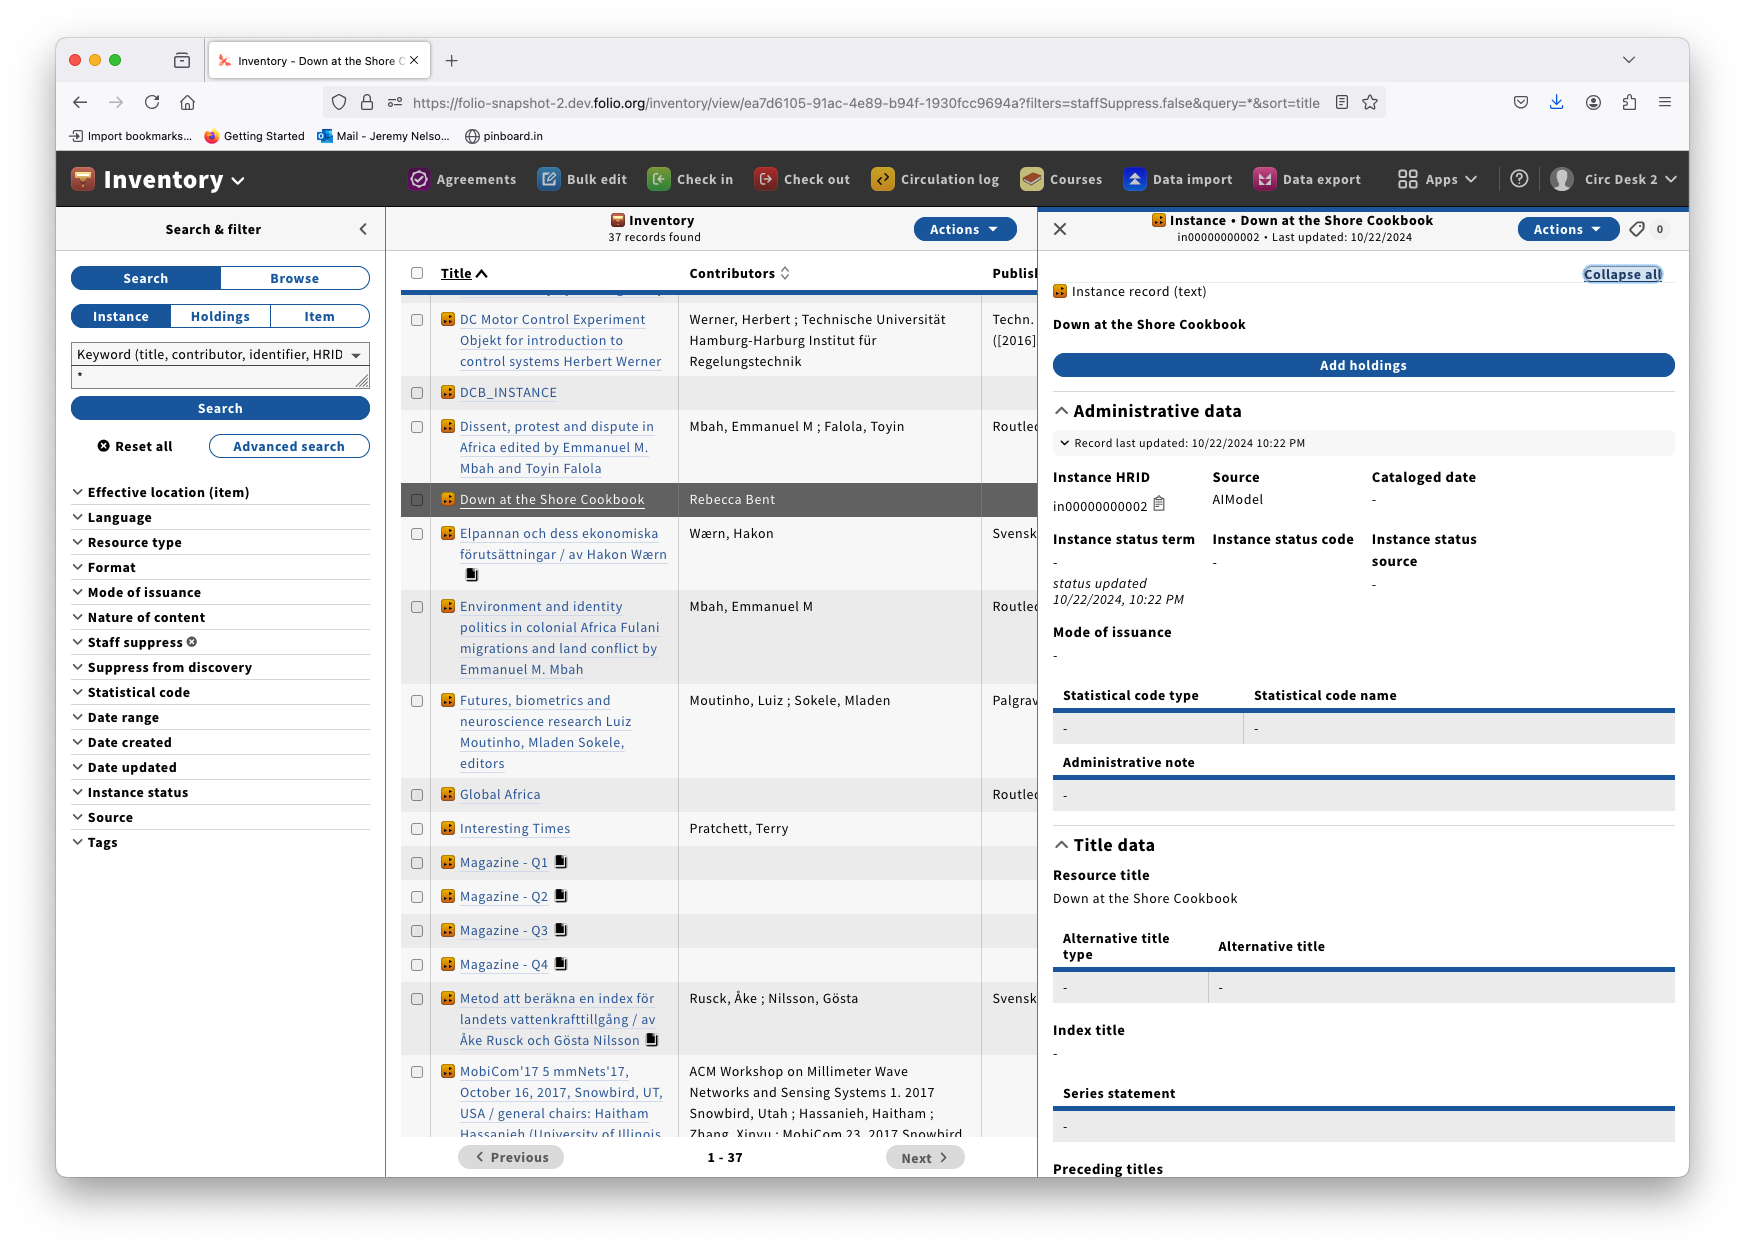 Inventory - Down at the Shore C
https://folio-snapshot-2.dev.folio.org/inventory/view/ea7d6105-91ac-4e89-b94f-1930fcc9694a?filters=staffSuppress.false&query=*&sort=title
Import bookmarks... Getting Started Mail - Jeremy Nelso... pinboard.in
Inventory Agreements Bulk edit Check in Check out Circulation log Courses Data import Data export Apps Circ Desk 2
Search & filter
Search Browse
Instance Holdings Item
Keyword (title, contributor, identifier, HRID
*
Search
Reset all Advanced search
Effective location (item)
Language
Resource type
Format
Mode of issuance
Nature of content
Staff suppress
Suppress from discovery
Statistical code
Date range
Date created
Date updated
Instance status
Source
Tags
Inventory
37 records found
Actions
Title Contributors Publis
DC Motor Control Experiment
Objekt for introduction to
control systems Herbert Werner
Werner, Herbert ; Technische Universität
Hamburg-Harburg Institut für
Regelungstechnik
Techn.
([2016]
DCB_INSTANCE
Dissent, protest and dispute in
Africa edited by Emmanuel M.
Mbah and Toyin Falola
Mbah, Emmanuel M ; Falola, Toyin
Routled
Down at the Shore Cookbook
Rebecca Bent
Elpannan och dess ekonomiska
förutsättningar / av Hakon Wærn
Wærn, Hakon
Svensk
Environment and identity
politics in colonial Africa Fulani
migrations and land conflict by
Emmanuel M. Mbah
Mbah, Emmanuel M
Routled
Futures, biometrics and
neuroscience research Luiz
Moutinho, Mladen Sokele,
editors
Moutinho, Luiz ; Sokele, Mladen
Palgrav
Global Africa
Routled
Interesting Times
Pratchett, Terry
Magazine - Q1
Magazine - Q2
Magazine - Q3
Magazine - Q4
Metod att beräkna en index för
landets vattenkrafttillgång / av
Åke Rusck och Gösta Nilsson
Rusck, Åke ; Nilsson, Gösta
Svensk
MobiCom'17 5 mmNets'17,
October 16, 2017, Snowbird, UT,
USA / general chairs: Haitham
Hassanieh (University of Illinois
ACM Workshop on Millimeter Wave
Networks and Sensing Systems 1. 2017
Snowbird, Utah ; Hassanieh, Haitham ;
Zhang, Xinyu ; MobiCom 23. 2017 Snowbird
Previous 1 - 37 Next
Instance • Down at the Shore Cookbook
in00000000002 • Last updated: 10/22/2024
Actions 0
Collapse all
Instance record (text)
Down at the Shore Cookbook
Add holdings
Administrative data
Record last updated: 10/22/2024 10:22 PM
Instance HRID Source Cataloged date
in00000000002 AIModel -
Instance status term Instance status code Instance status
source
- - -
status updated
10/22/2024, 10:22 PM
Mode of issuance
-
Statistical code type Statistical code name
- -
Administrative note
-
Title data
Resource title
Down at the Shore Cookbook
Alternative title
type
Alternative title
- -
Index title
-
Series statement
-
Preceding titles